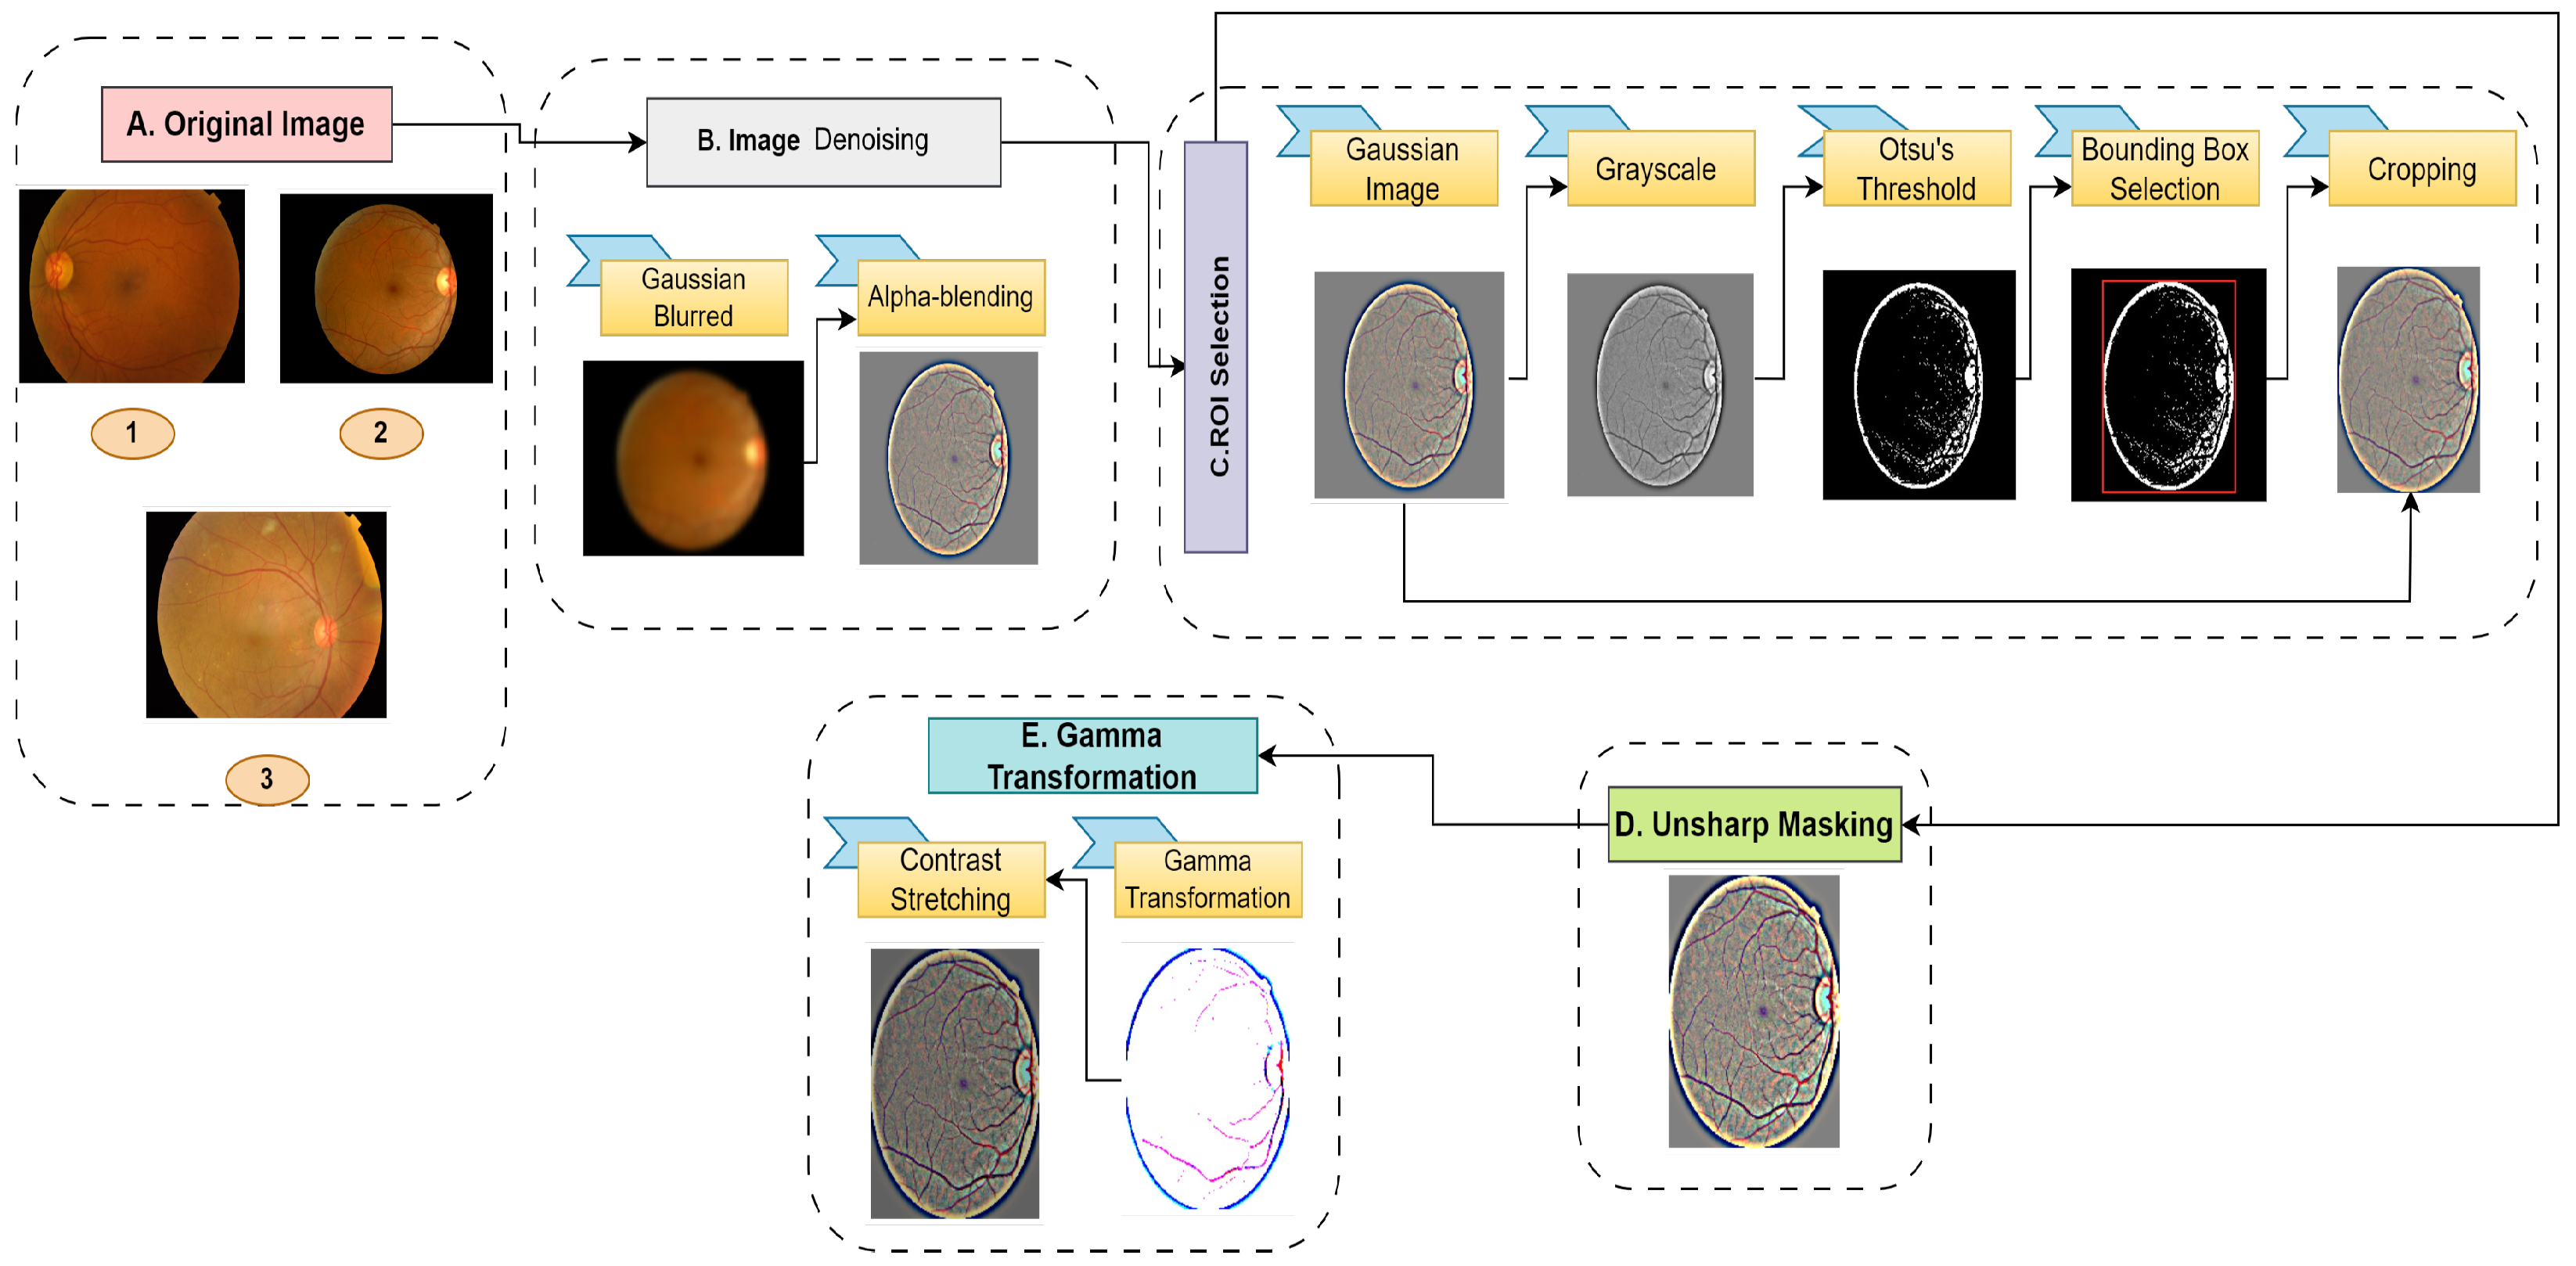 A. Original Image
1
2
3
B. Image Denoising
Gaussian
Blurred
Alpha-blending
C.ROI Selection
Gaussian
Image
Grayscale
Otsu's
Threshold
Bounding Box
Selection
Cropping
D. Unsharp Masking
E. Gamma
Transformation
Contrast
Stretching
Gamma
Transformation